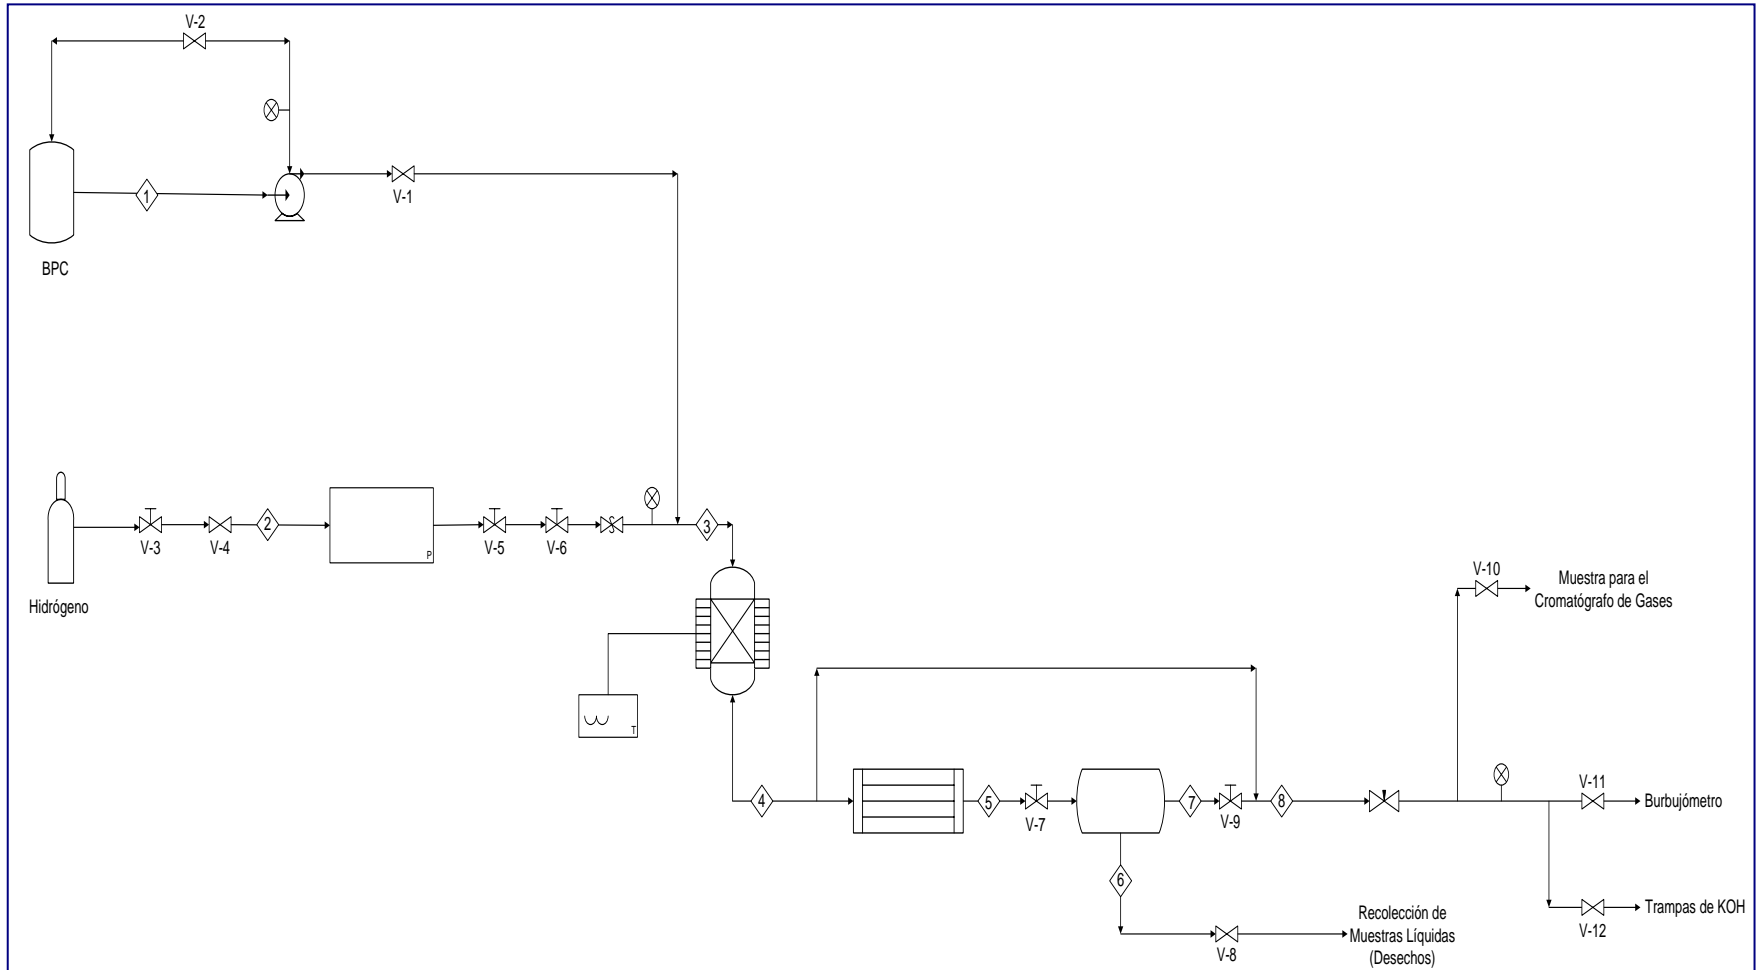 V-2
1
V-1
BPC
V-3
V-4
2
P
V-5
V-6
3
Hidrógeno
T
4
5
V-7
7
V-9
8
6
V-8
Recolección de
Muestras Líquidas
(Desechos)
V-10
Muestra para el
Cromatógrafo de Gases
V-11
Burbujómetro
V-12
Trampas de KOH